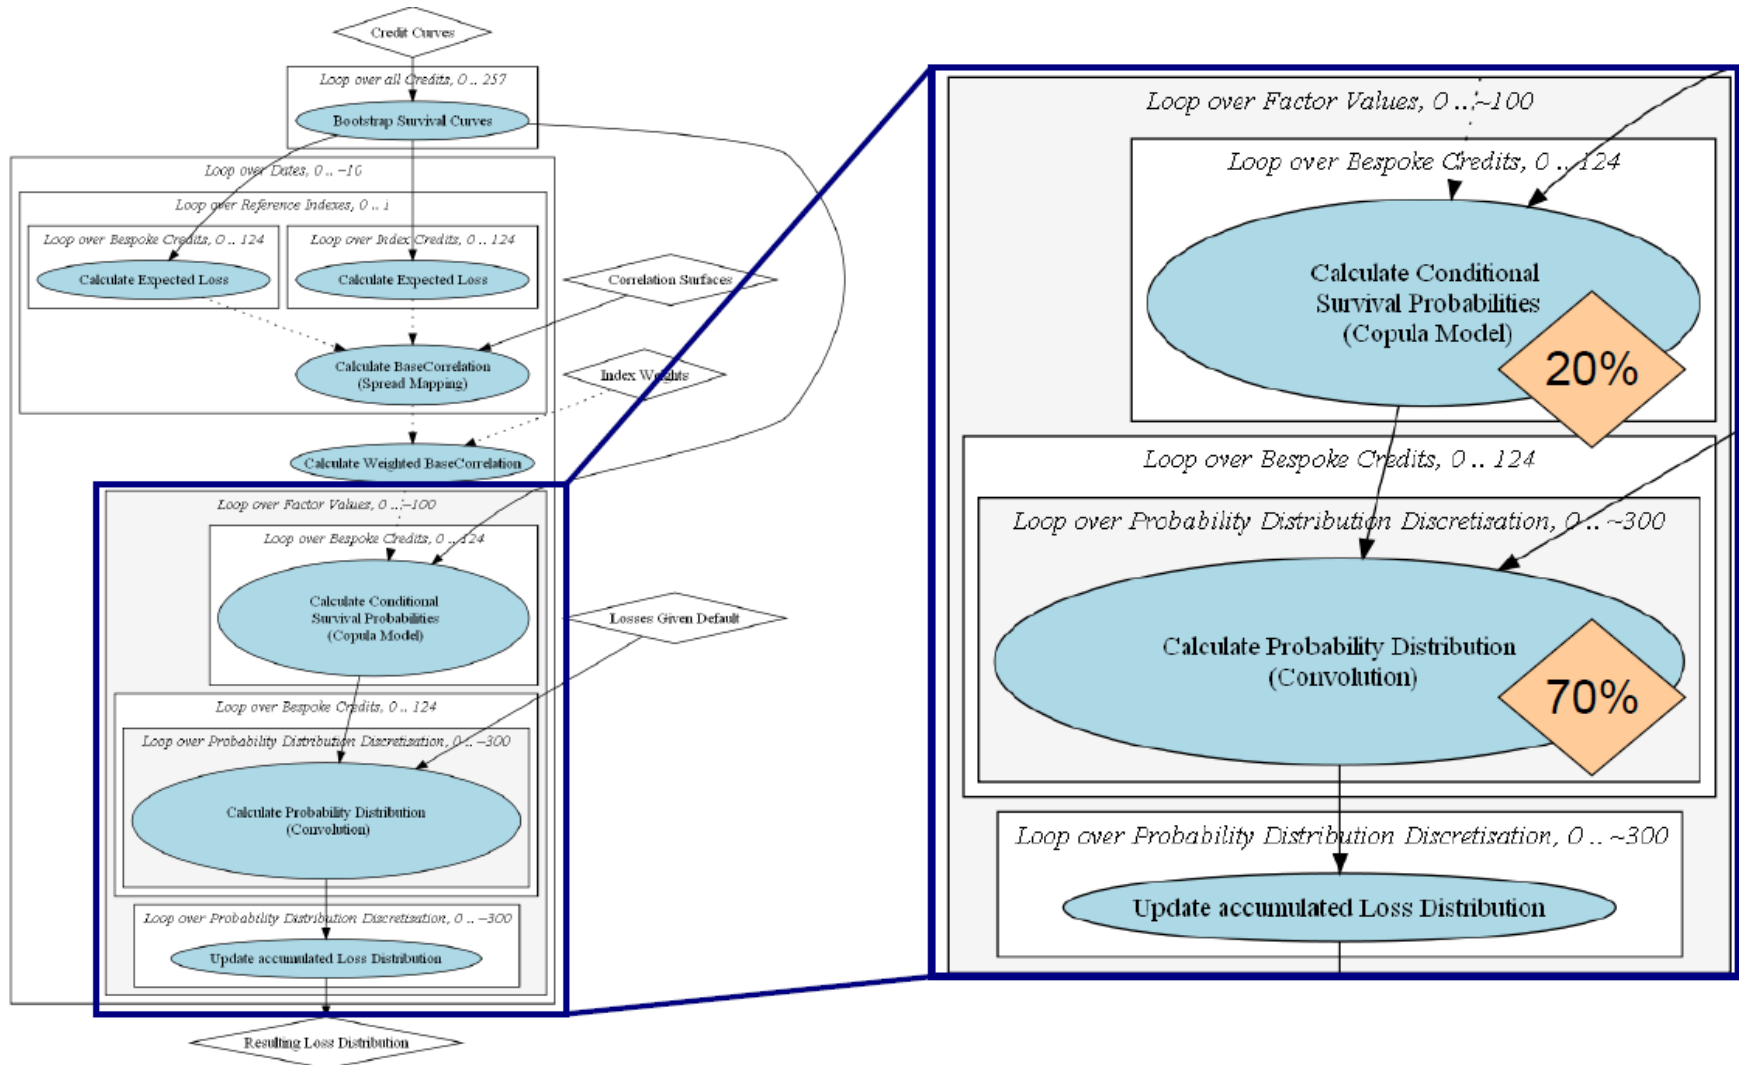 Credit Curves
Loop over all Credits, 0 .. 257
Bootstrap Survival Curves
Loop over Dates, 0 .. ~10
Loop over Reference Indexes, 0 .. 1
Loop over Bespoke Credits, 0 .. 124
Loop over Index Credits, 0 .. 124
Calculate Expected Loss
Calculate Expected Loss
Correlation Surfaces
Calculate BaseCorrelation
(Spread Mapping)
Index Weights
Calculate Weighted BaseCorrelation
Loop over Factor Values, 0 .. ~100
Loop over Bespoke Credits, 0 .. 124
Calculate Conditional
Survival Probabilities
(Copula Model)
Losses Given Default
Loop over Bespoke Credits, 0 .. 124
Loop over Probability Distribution Discretisation, 0 .. ~300
Calculate Probability Distribution
(Convolution)
Loop over Probability Distribution Discretisation, 0 .. ~300
Update accumulated Loss Distribution
Resulting Loss Distribution
Loop over Factor Values, 0 .. ~100
Loop over Bespoke Credits, 0 .. 124
Calculate Conditional
Survival Probabilities
(Copula Model)
20%
Loop over Bespoke Credits, 0 .. 124
Loop over Probability Distribution Discretisation, 0 .. ~300
Calculate Probability Distribution
(Convolution)
70%
Loop over Probability Distribution Discretisation, 0 .. ~300
Update accumulated Loss Distribution